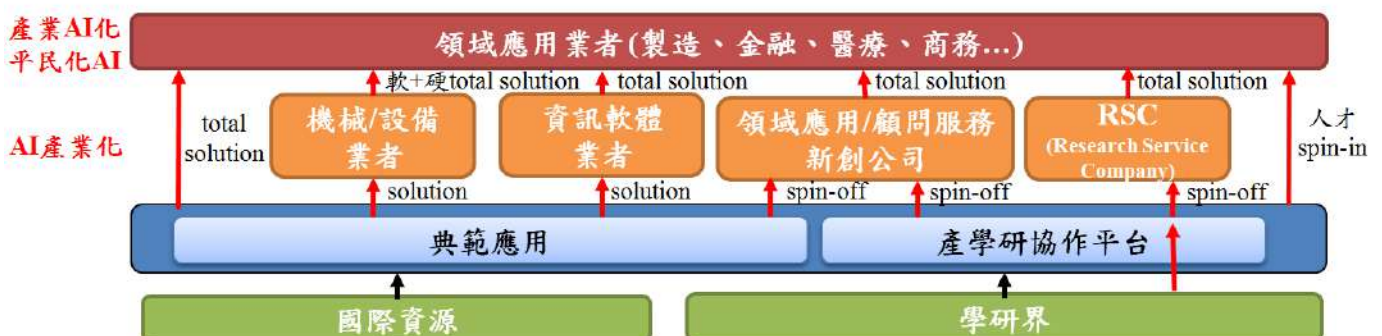 產業AI化
平民化AI
領域應用業者(製造、金融、醫療、商務...)
軟+硬total solution
total solution
total solution
total solution
AI產業化
total
solution
機械/設備
業者
資訊軟體
業者
領域應用/顧問服務
新創公司
RSC
(Research Service
Company)
人才
spin-in
solution
solution
spin-off
spin-off
spin-off
典範應用
產學研協作平台
國際資源
學研界